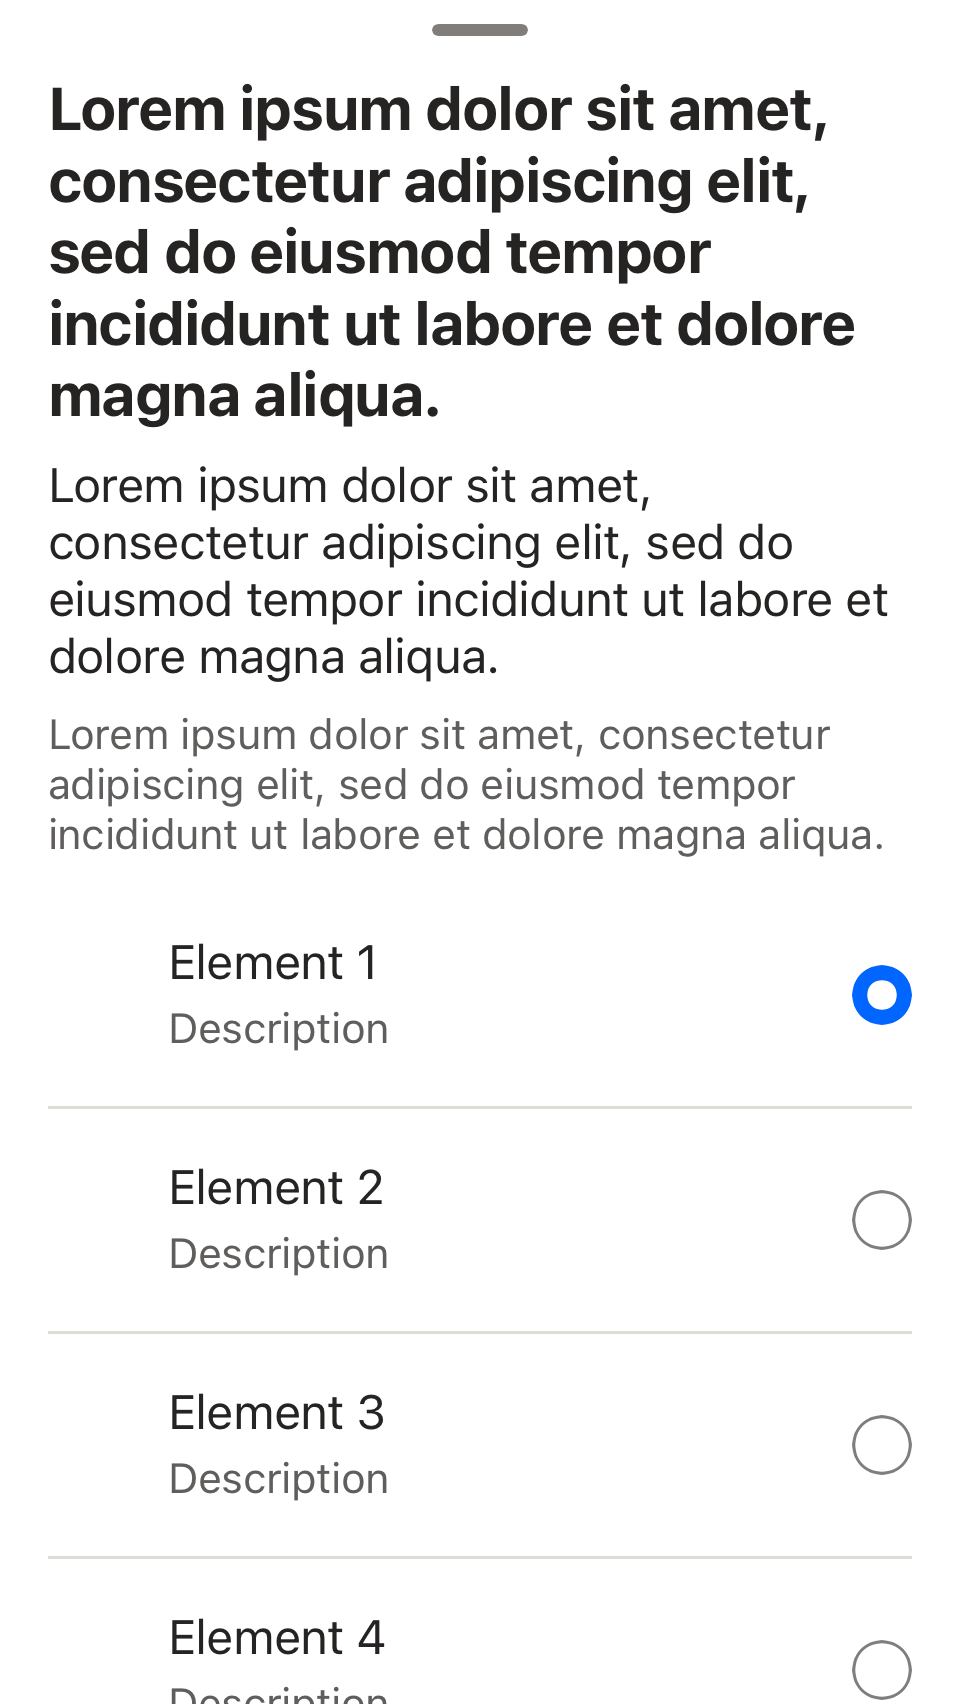 Lorem ipsum dolor sit amet,
consectetur adipiscing elit,
sed do eiusmod tempor
incididunt ut labore et dolore
magna aliqua.
Lorem ipsum dolor sit amet,
consectetur adipiscing elit, sed do
eiusmod tempor incididunt ut labore et
dolore magna aliqua.
Lorem ipsum dolor sit amet, consectetur
adipiscing elit, sed do eiusmod tempor
incididunt ut labore et dolore magna aliqua.
Element 1
Description
Element 2
Description
Element 3
Description
Element 4
Description